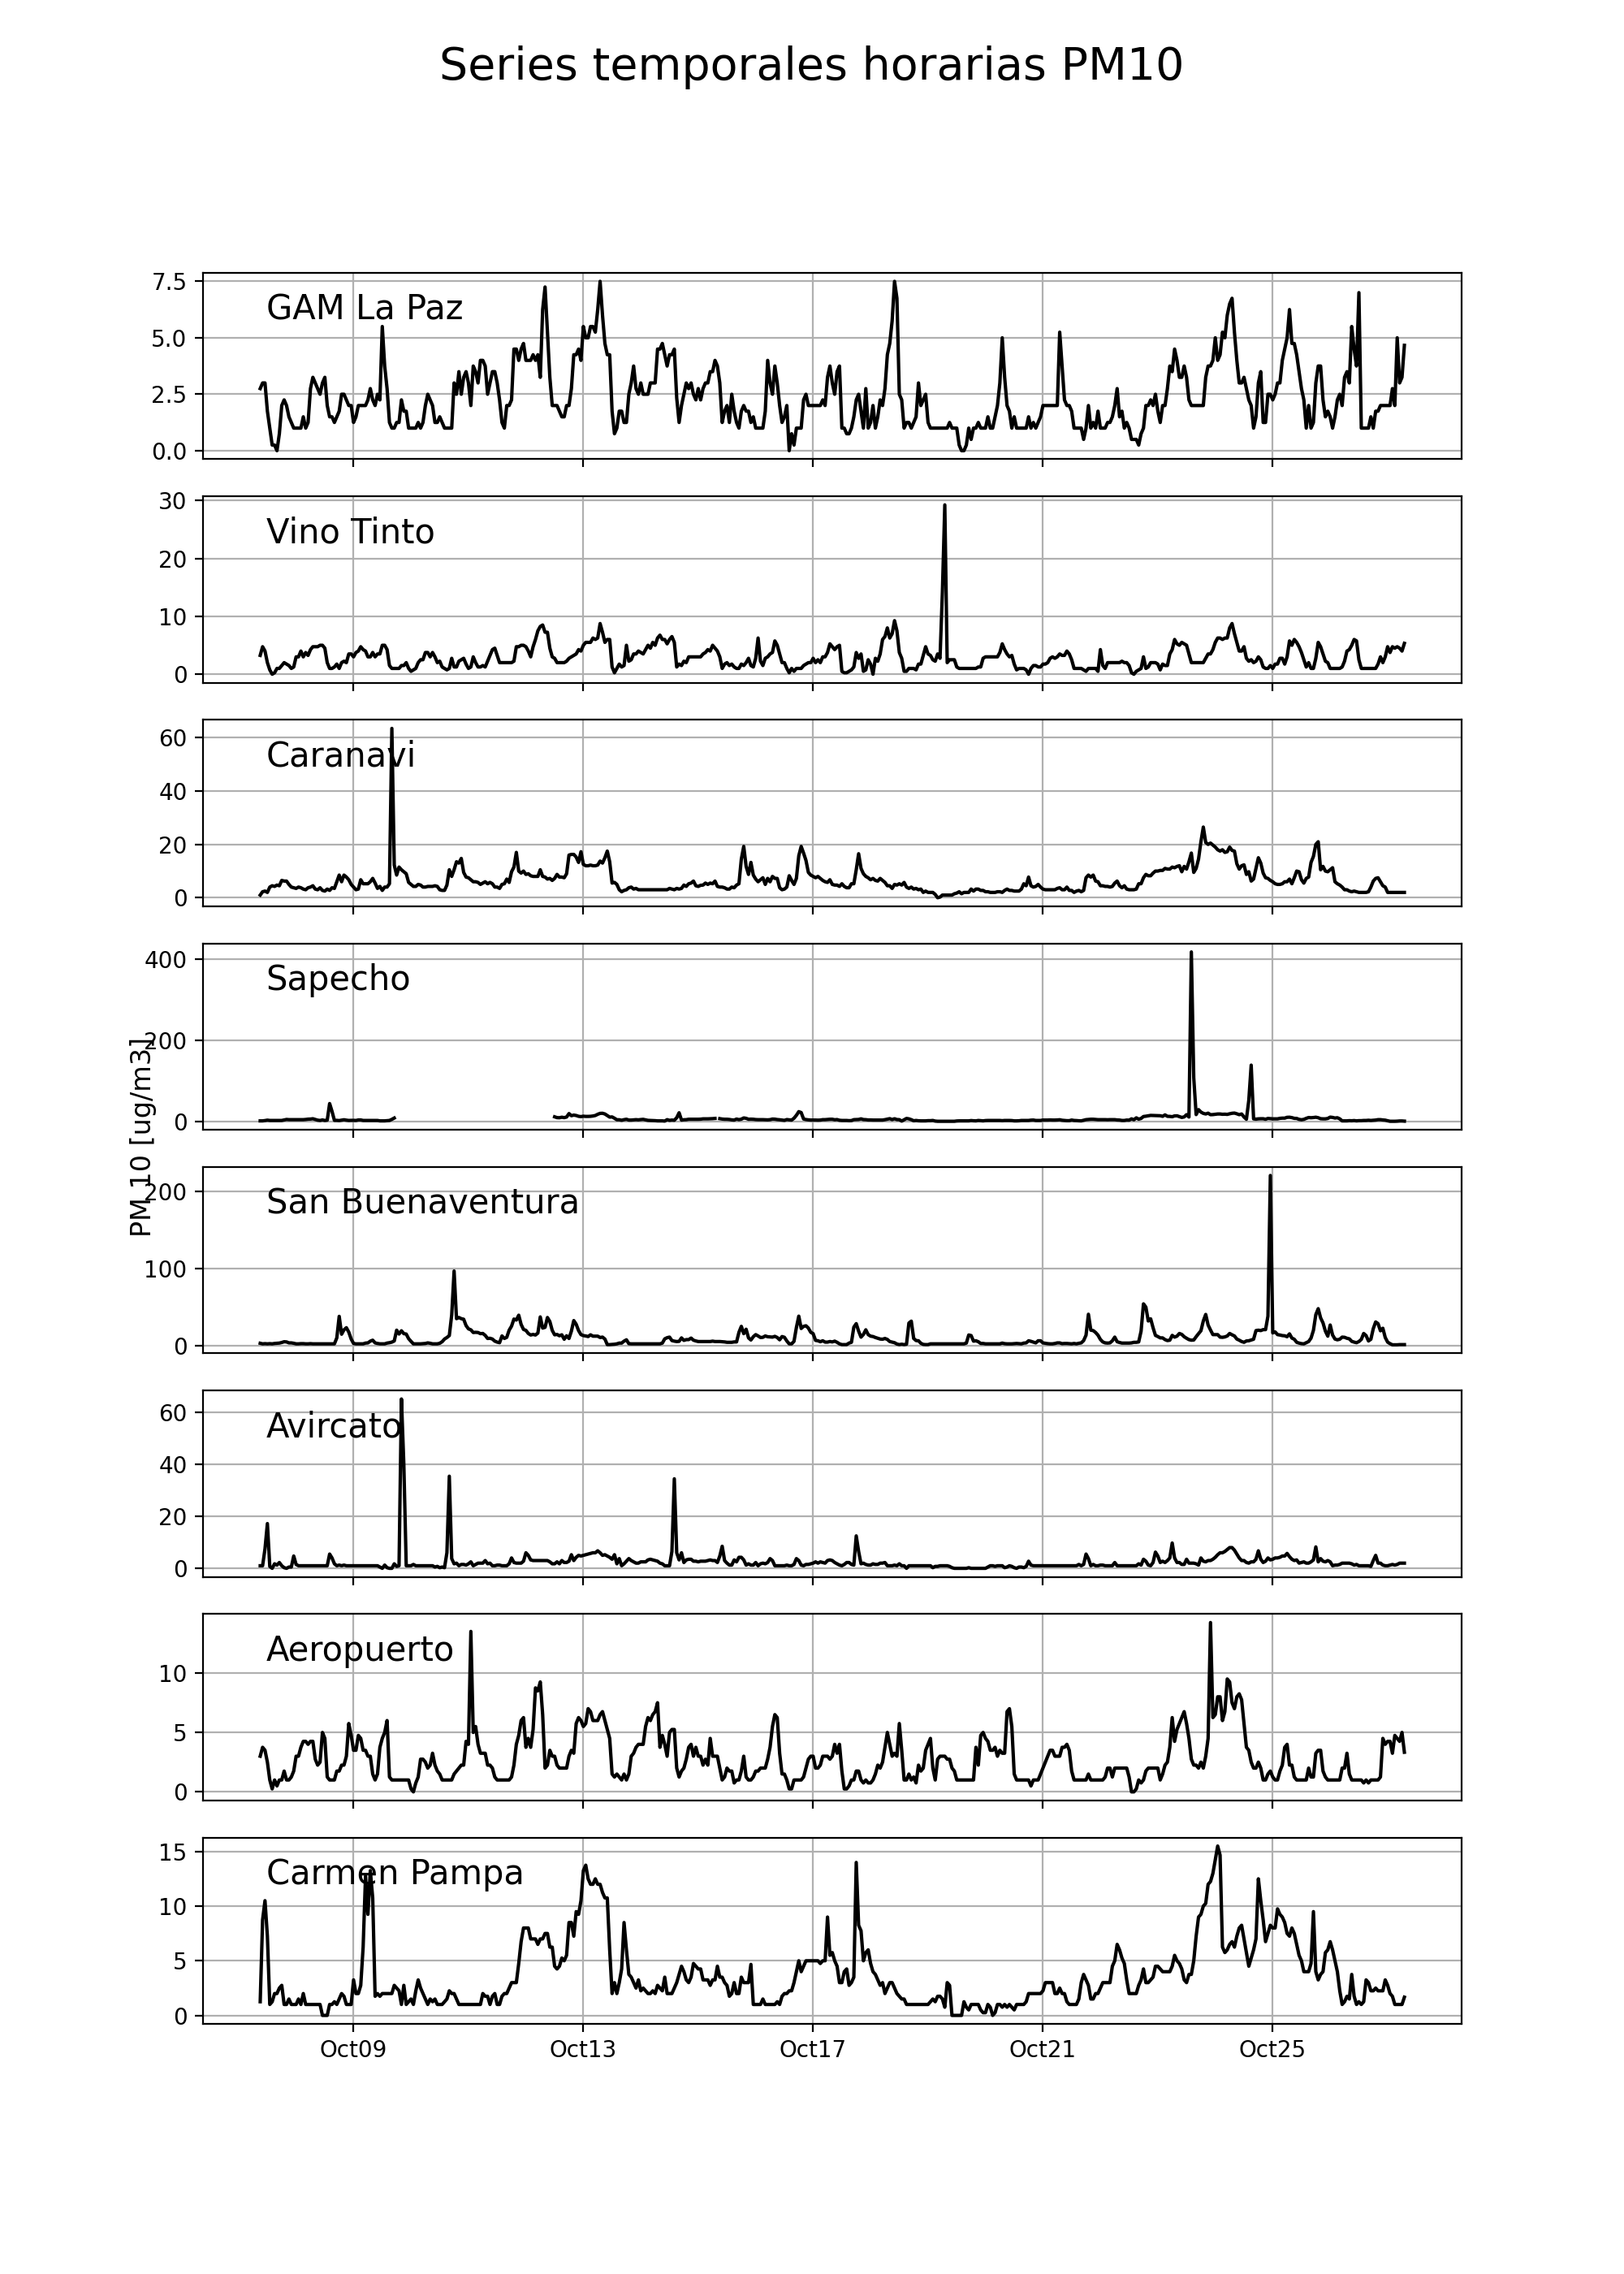 Series temporales horarias PM10
7.5
GAM La Paz
5.0
2.5
0.0
30
Vino Tinto
20
10
0
60
Caranavi
40
20
0
400
Sapecho
200
0
PM 10 [ug/m3]
200
San Buenaventura
100
0
60
Avircato
40
20
0
Aeropuerto
10
5
0
15
Carmen Pampa
10
5
0
Oct09 Oct13 Oct17 Oct21 Oct25